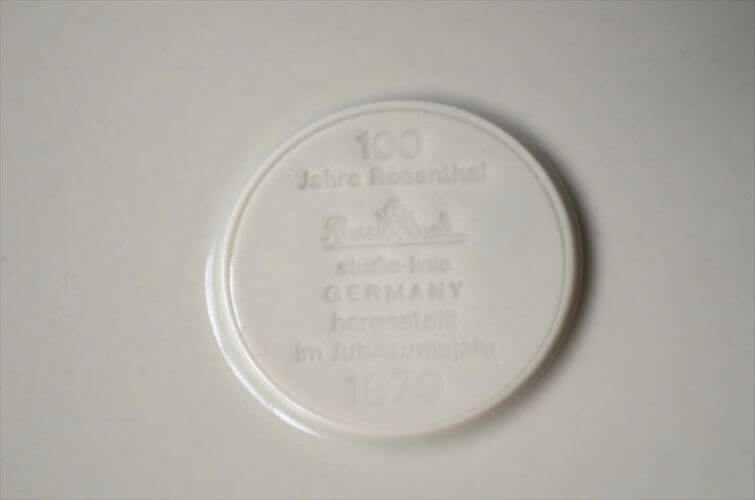 100
Jahre Rosenthal
Rosenthal
studio-linie
GERMANY
hergestellt
im Jubiläumsjahr
1979